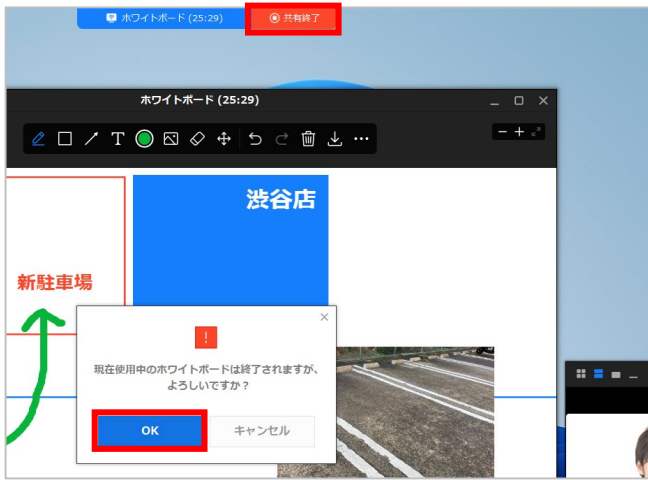 ホワイトボード (25:29)
共有終了
ホワイトボード (25:29)
T
渋谷店
新駐車場
!
現在使用中のホワイトボードは終了されますが、
よろしいですか？
OK
キャンセル